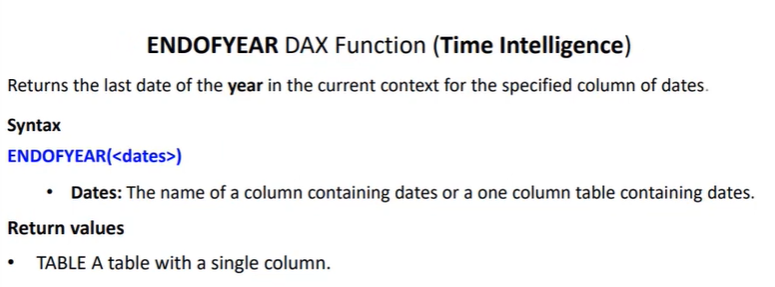 ENDOFYEAR DAX Function (Time Intelligence)
Returns the last date of the year in the current context for the specified column of dates.
Syntax
ENDOFYEAR(<dates>)
• Dates: The name of a column containing dates or a one column table containing dates.
Return values
• TABLE A table with a single column.